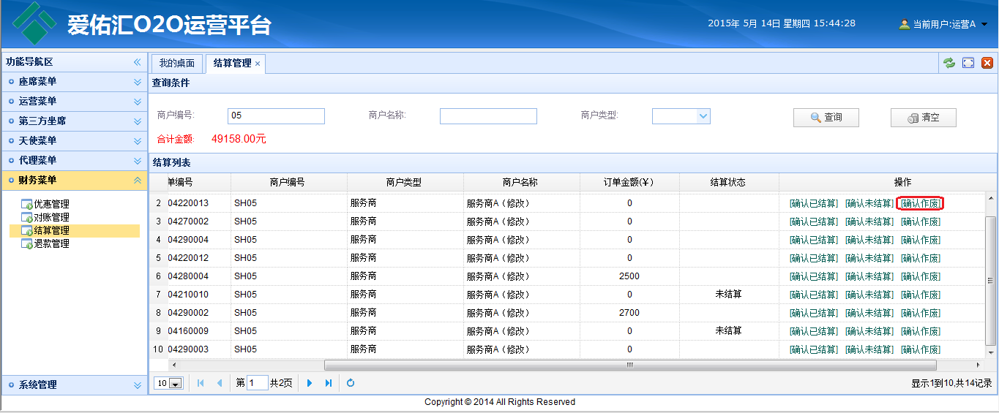 爱佑汇O2O运营平台
2015年 5月 14日 星期四 15:44:28
当前用户:运营A
功能导航区
座席菜单
运营菜单
第三方坐席
天使菜单
代理菜单
财务菜单
优惠管理
对账管理
结算管理
退款管理
系统管理
我的桌面 结算管理
查询条件
商户编号: 05 商户名称: 商户类型: 查询 清空
合计金额: 49158.00元
结算列表
单编号 商户编号 商户类型 商户名称 订单金额(¥) 结算状态 操作
2 04220013 SH05 服务商 服务商A（修改） 0 [确认已结算] [确认未结算] [确认作废]
3 04270002 SH05 服务商 服务商A（修改） 0 [确认已结算] [确认未结算] [确认作废]
4 04290004 SH05 服务商 服务商A（修改） 0 [确认已结算] [确认未结算] [确认作废]
5 04220012 SH05 服务商 服务商A（修改） 0 [确认已结算] [确认未结算] [确认作废]
6 04280004 SH05 服务商 服务商A（修改） 2500 [确认已结算] [确认未结算] [确认作废]
7 04210010 SH05 服务商 服务商A（修改） 0 未结算 [确认已结算] [确认未结算] [确认作废]
8 04290002 SH05 服务商 服务商A（修改） 2700 [确认已结算] [确认未结算] [确认作废]
9 04160009 SH05 服务商 服务商A（修改） 0 未结算 [确认已结算] [确认未结算] [确认作废]
10 04290003 SH05 服务商 服务商A（修改） 0 [确认已结算] [确认未结算] [确认作废]
10 第 1 共2页 显示1到10,共14记录
Copyright © 2014 All Rights Reserved